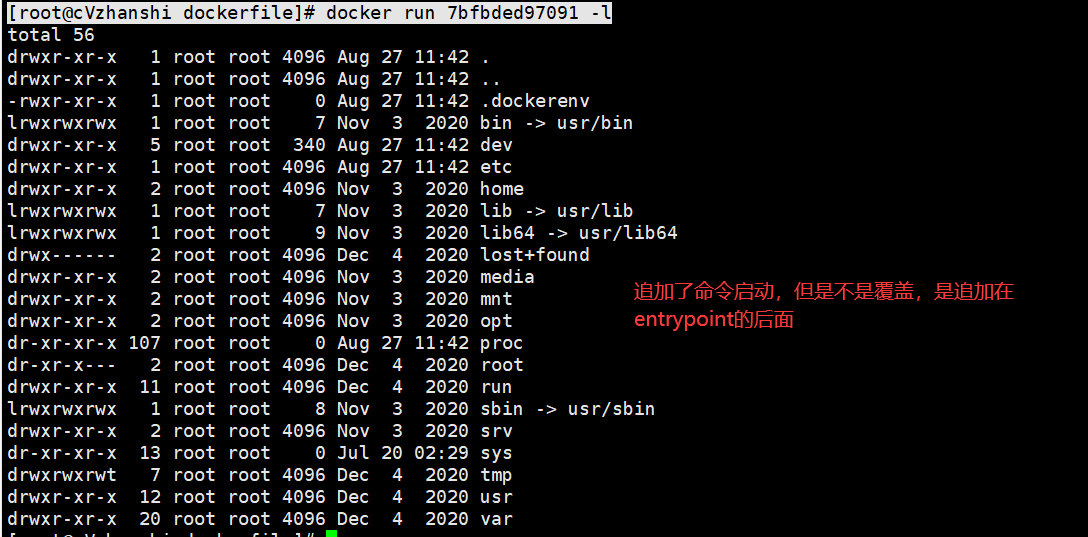 [root@cVzhanshi dockerfile]# docker run 7bfbded97091 -l
total 56
drwxr-xr-x   1 root root 4096 Aug 27 11:42 .
drwxr-xr-x   1 root root 4096 Aug 27 11:42 ..
-rwxr-xr-x   1 root root    0 Aug 27 11:42 .dockerenv
lrwxrwxrwx   1 root root    7 Nov  3  2020 bin -> usr/bin
drwxr-xr-x   5 root root  340 Aug 27 11:42 dev
drwxr-xr-x   1 root root 4096 Aug 27 11:42 etc
drwxr-xr-x   2 root root 4096 Nov  3  2020 home
lrwxrwxrwx   1 root root    7 Nov  3  2020 lib -> usr/lib
lrwxrwxrwx   1 root root    9 Nov  3  2020 lib64 -> usr/lib64
drwx------   2 root root 4096 Dec  4  2020 lost+found
drwxr-xr-x   2 root root 4096 Nov  3  2020 media
drwxr-xr-x   2 root root 4096 Nov  3  2020 mnt
drwxr-xr-x   2 root root 4096 Nov  3  2020 opt
dr-xr-xr-x 107 root root    0 Aug 27 11:42 proc
dr-xr-x---   2 root root 4096 Dec  4  2020 root
drwxr-xr-x  11 root root 4096 Dec  4  2020 run
lrwxrwxrwx   1 root root    8 Nov  3  2020 sbin -> usr/sbin
drwxr-xr-x   2 root root 4096 Nov  3  2020 srv
dr-xr-xr-x  13 root root    0 Jul 20 02:29 sys
drwxrwxrwt   7 root root 4096 Dec  4  2020 tmp
drwxr-xr-x  12 root root 4096 Dec  4  2020 usr
drwxr-xr-x  20 root root 4096 Dec  4  2020 var
[root@cVzhanshi dockerfile]#
追加了命令启动，但是不是覆盖，是追加在
entrypoint的后面